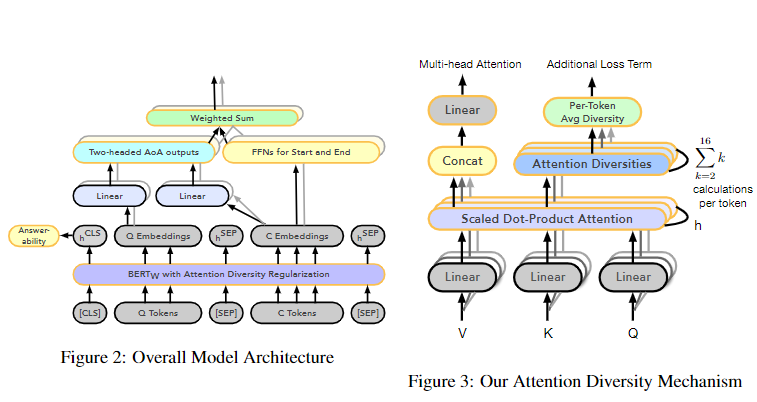 Weighted Sum
Two-headed AoA outputs
FFNs for Start and End
Linear
Linear
Answer-
ability
h CLS
Q Embeddings
h SEP
C Embeddings
h SEP
BERTW with Attention Diversity Regularization
[CLS]
Q Tokens
[SEP]
C Tokens
[SEP]
Figure 2: Overall Model Architecture
Multi-head Attention
Additional Loss Term
Linear
Per-Token
Avg Diversity
Concat
Attention Diversities
16
∑ k
k=2
calculations
per token
Scaled Dot-Product Attention
h
Linear
Linear
Linear
V
K
Q
Figure 3: Our Attention Diversity Mechanism